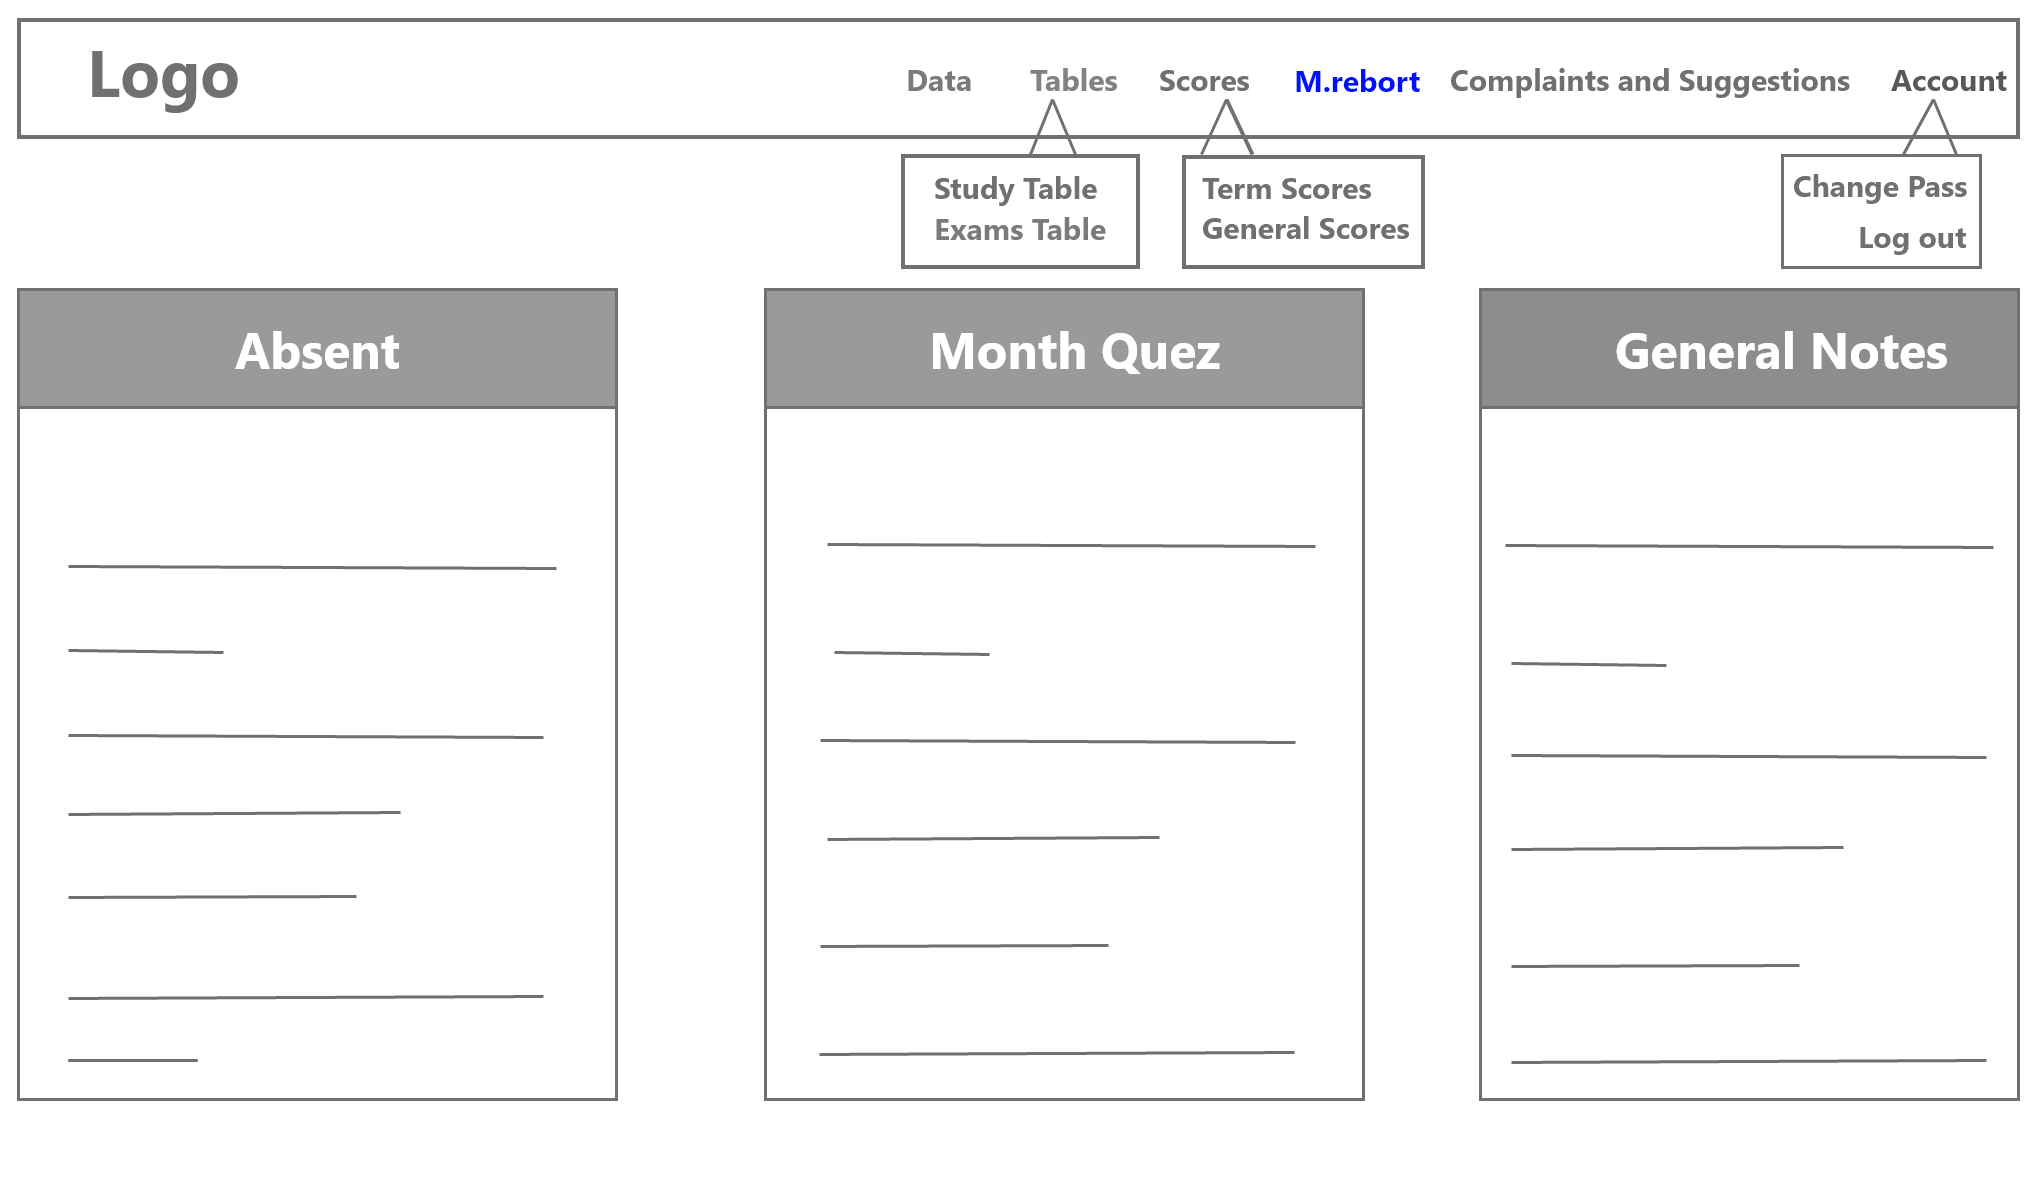 Logo
Data Tables Scores M.rebort Complaints and Suggestions Account
Study Table
Exams Table
Term Scores
General Scores
Change Pass
Log out
Absent
Month Quez
General Notes